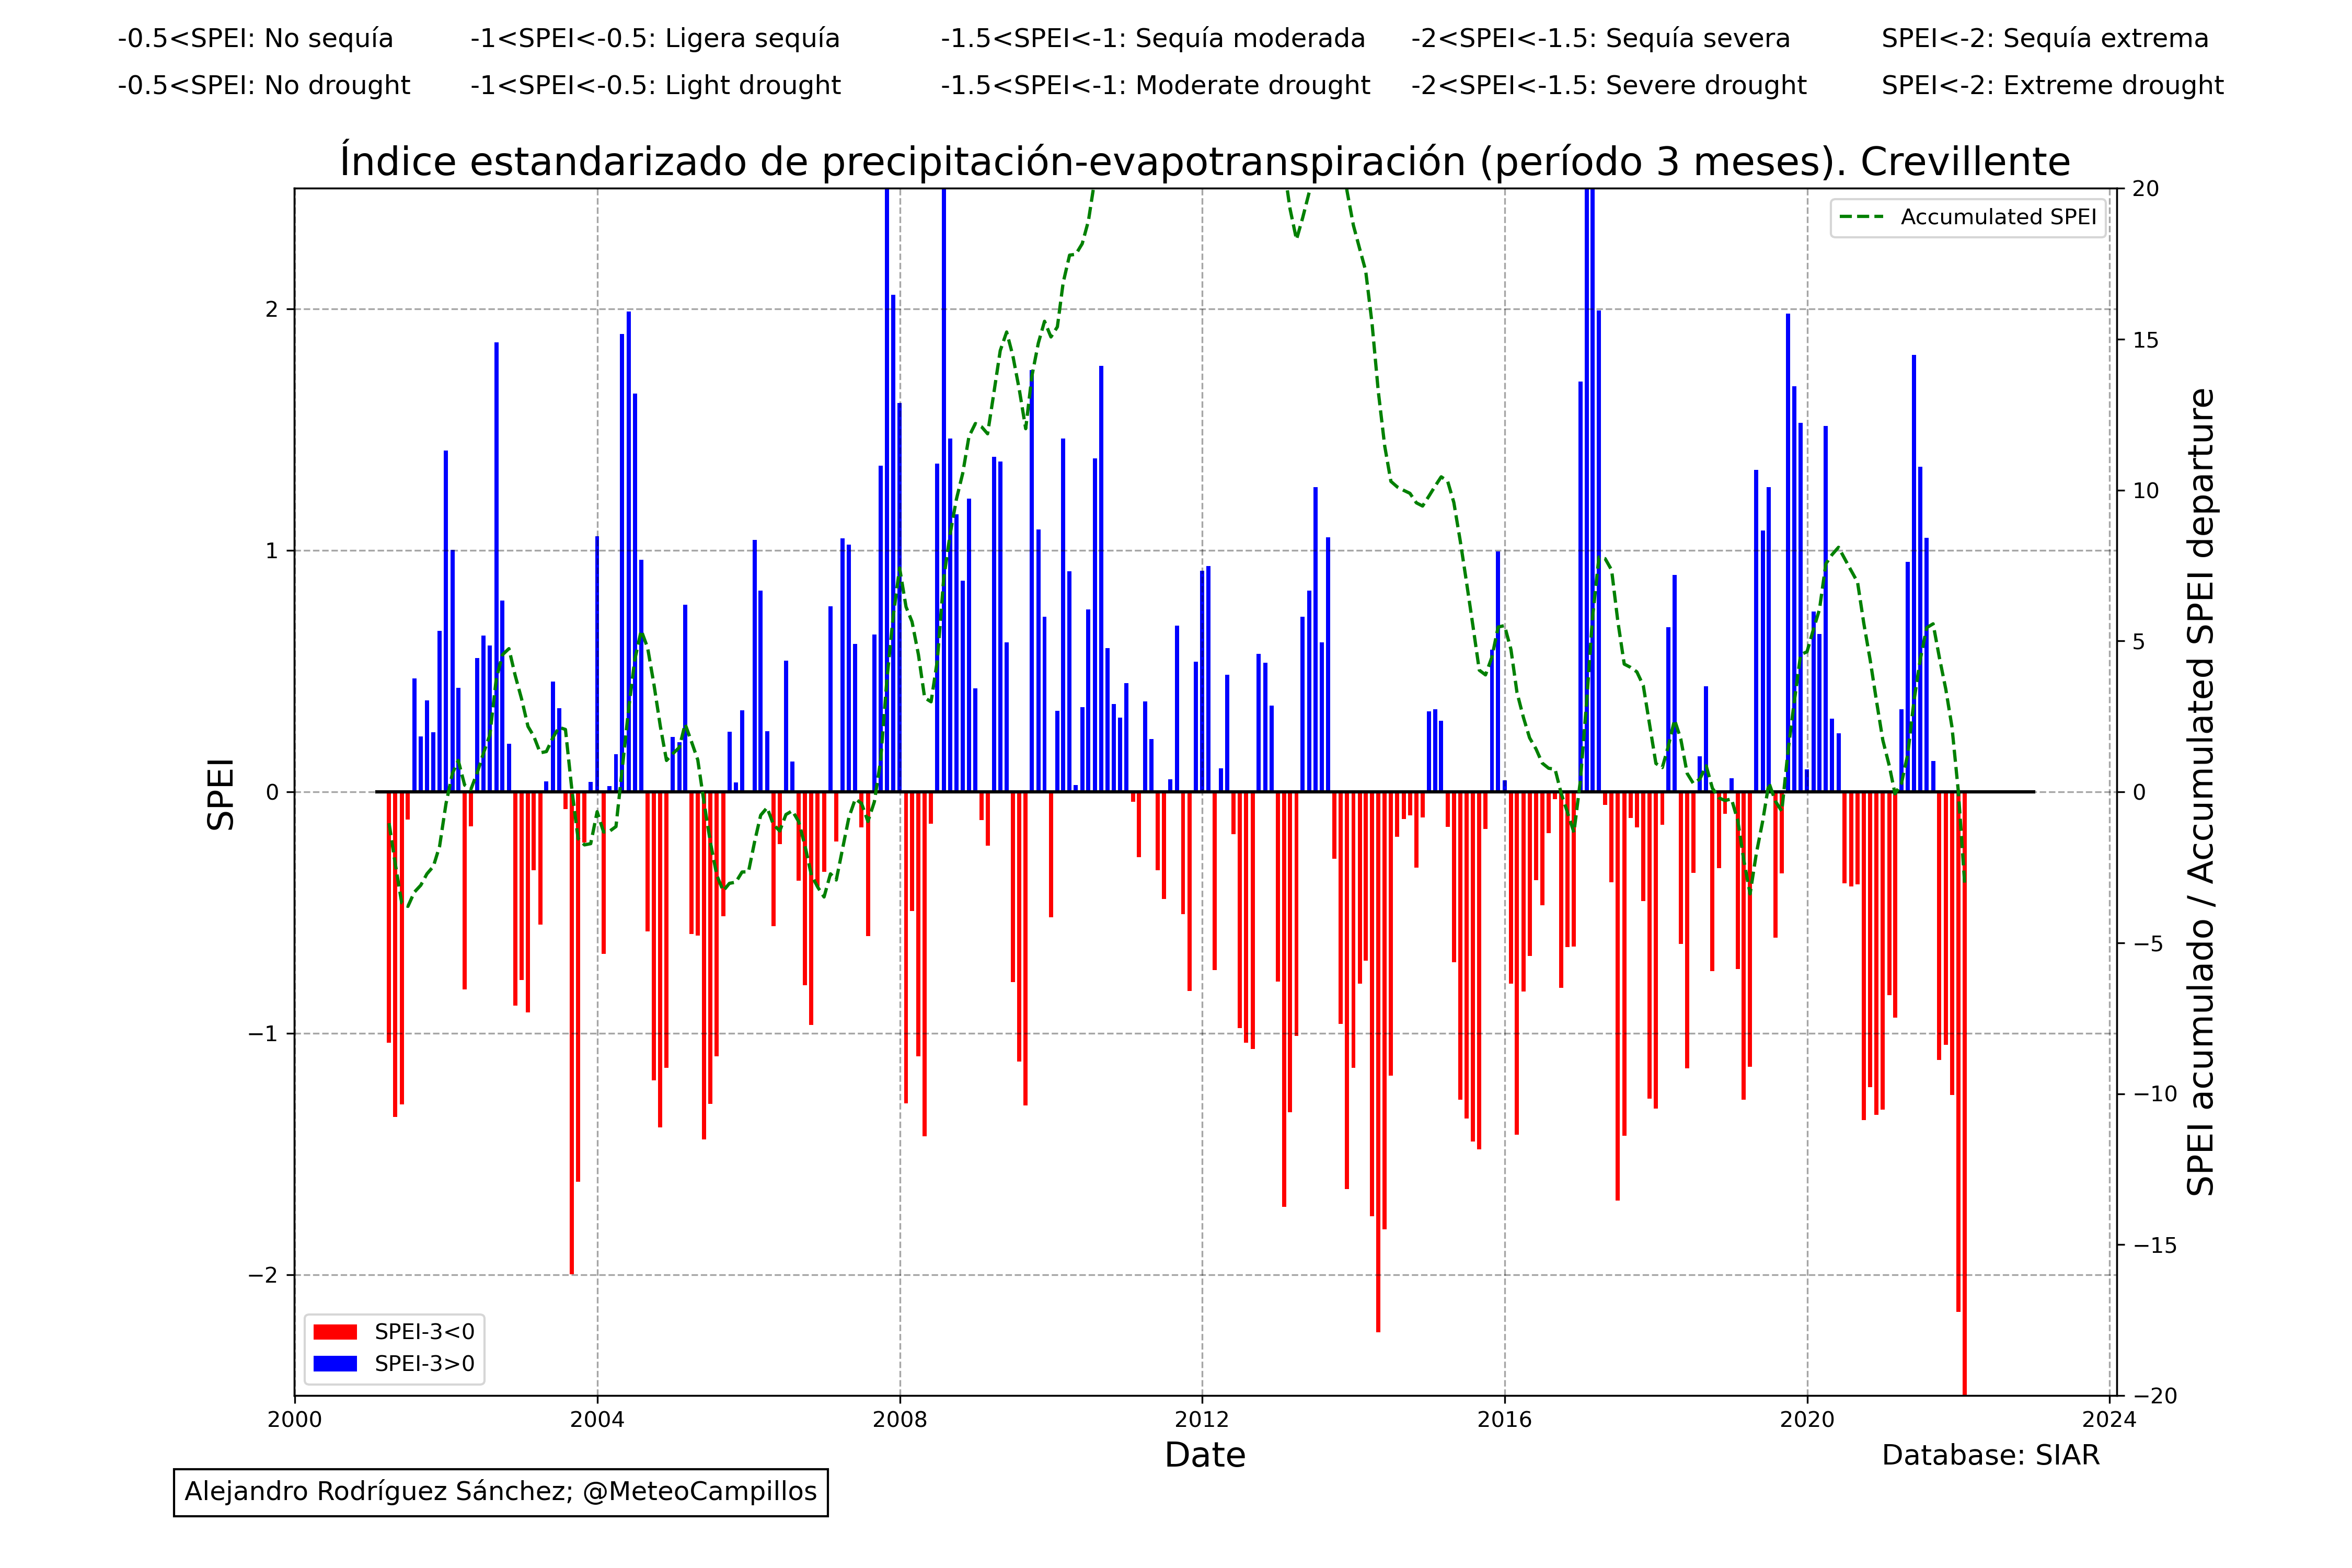 -0.5<SPEI: No sequía -1<SPEI<-0.5: Ligera sequía -1.5<SPEI<-1: Sequía moderada -2<SPEI<-1.5: Sequía severa SPEI<-2: Sequía extrema
-0.5<SPEI: No drought -1<SPEI<-0.5: Light drought -1.5<SPEI<-1: Moderate drought -2<SPEI<-1.5: Severe drought SPEI<-2: Extreme drought
Índice estandarizado de precipitación-evapotranspiración (período 3 meses). Crevillente
Accumulated SPEI
SPEI
2
1
0
−1
−2
20
15
10
5
0
−5
−10
−15
−20
SPEI acumulado / Accumulated SPEI departure
SPEI-3<0
SPEI-3>0
2000 2004 2008 2012 2016 2020 2024
Date
Database: SIAR
Alejandro Rodríguez Sánchez; @MeteoCampillos